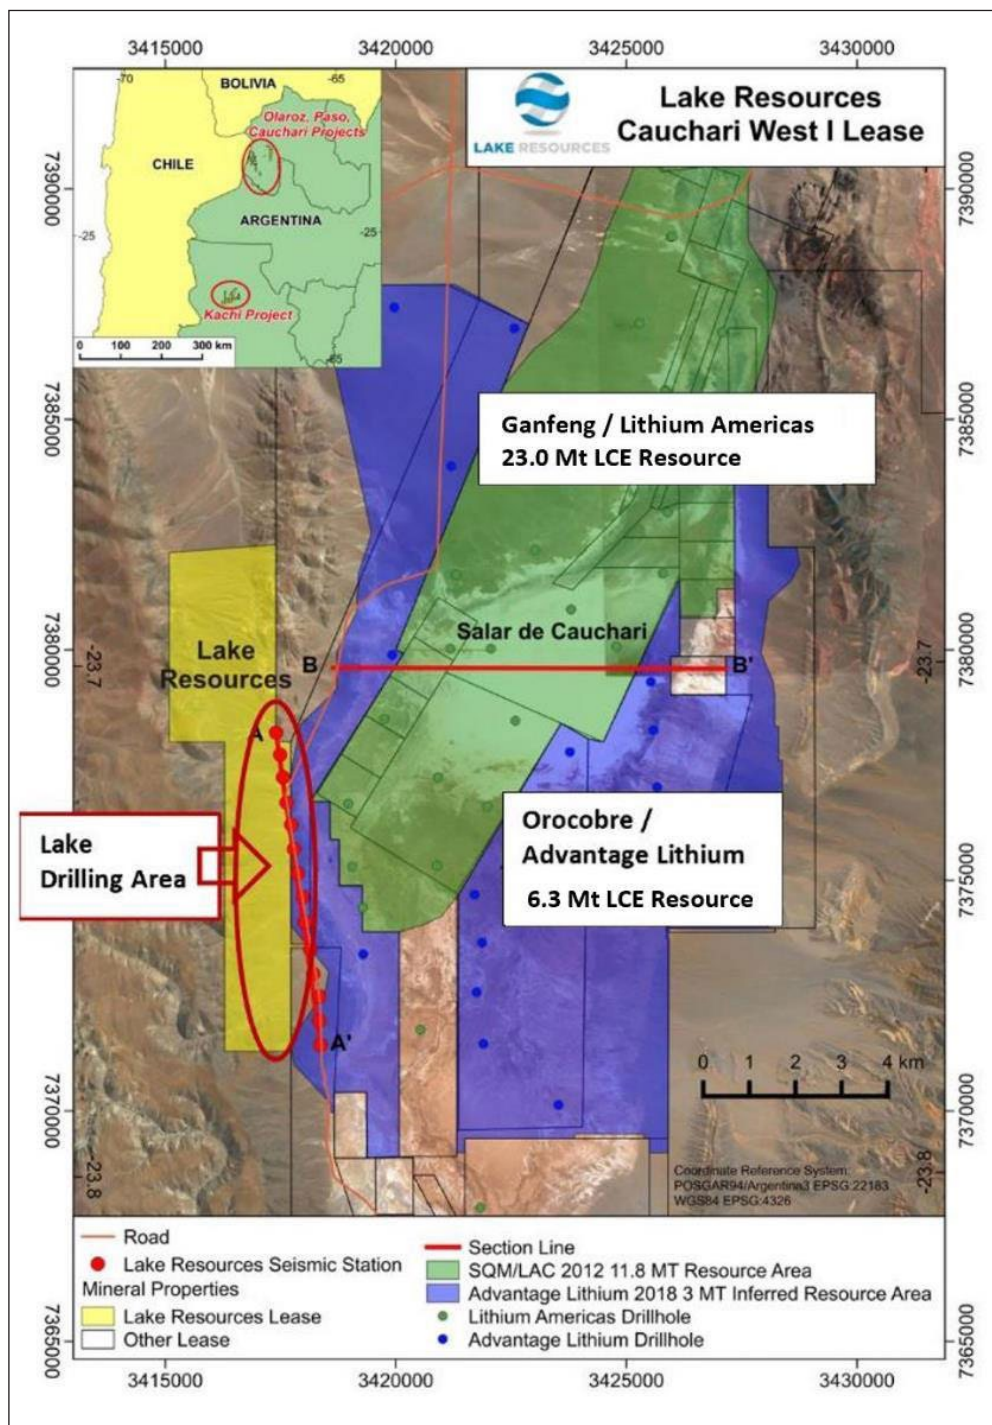 3415000 3420000 3425000 3430000
-70 -65
BOLIVIA
Olaroz, Paso,
Cauchari Projects
CHILE
ARGENTINA
-25 -25
Kachi Project
-65
0 100 200 300 km
LAKE RESOURCES
Lake Resources
Cauchari West I Lease
7390000 7390000
7385000 7385000
Ganfeng / Lithium Americas
23.0 Mt LCE Resource
7380000 7380000
-23.7 -23.7
Salar de Cauchari
Lake
Resources
B B'
A
Orocobre /
Advantage Lithium
6.3 Mt LCE Resource
Lake
Drilling Area
7375000 7375000
A'
0 1 2 3 4 km
7370000 7370000
-23.8 -23.8
Coordinate Reference System:
POSGAR94/Argentina3 EPSG:22183
WGS84 EPSG:4326
Road
Lake Resources Seismic Station
Mineral Properties
Lake Resources Lease
Other Lease
Section Line
SQM/LAC 2012 11.8 MT Resource Area
Advantage Lithium 2018 3 MT Inferred Resource Area
Lithium Americas Drillhole
Advantage Lithium Drillhole
7365000 7365000
3415000 3420000 3425000 3430000